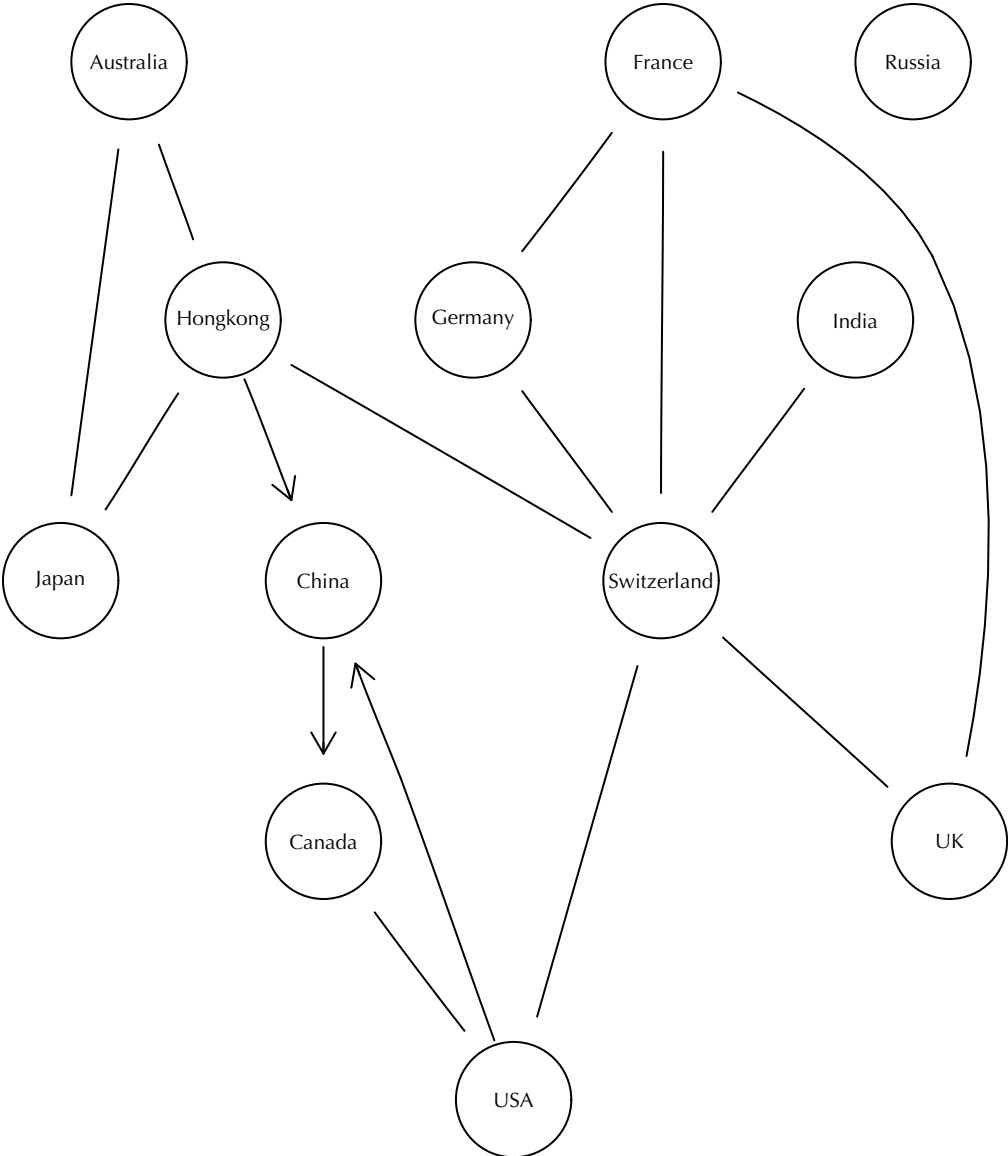 Australia
France
Russia
Hongkong
Germany
India
Japan
China
Switzerland
Canada
UK
USA